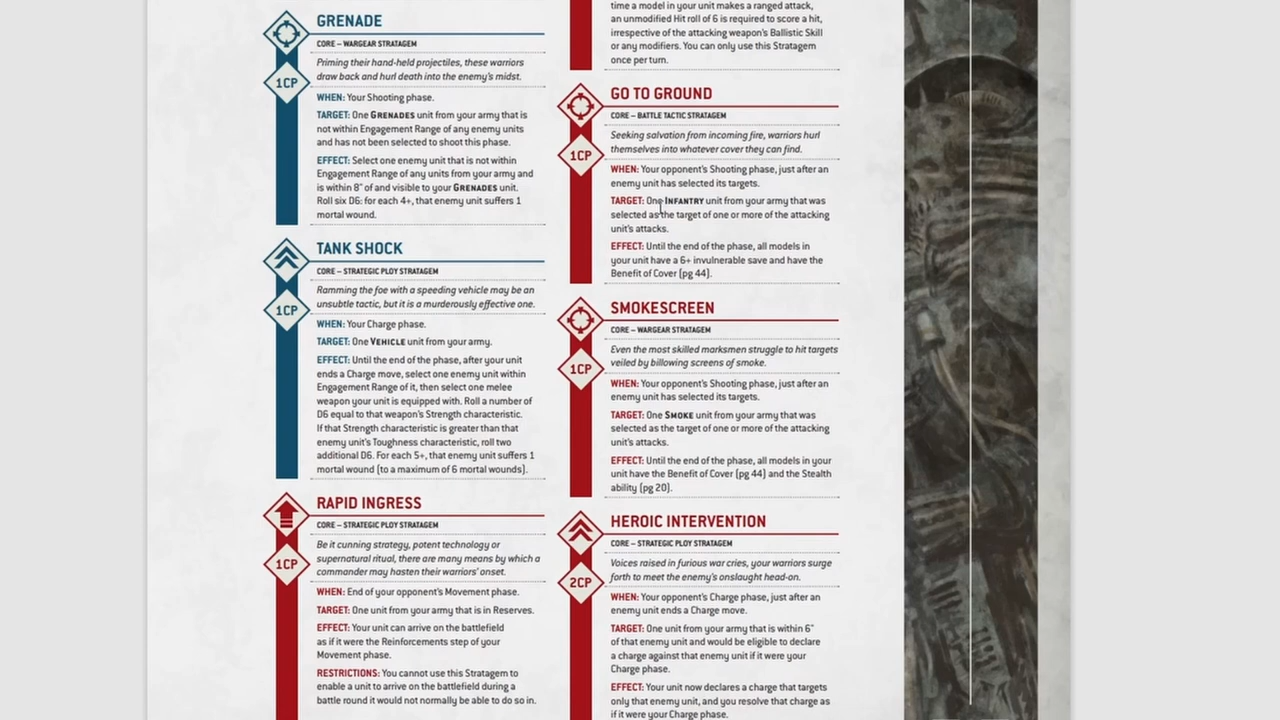 GRENADE
CORE – WARGEAR STRATAGEM
Priming their hand-held projectiles, these warriors
draw back and hurl death into the enemy's midst.
1CP
WHEN: Your Shooting phase.
TARGET: One GRENADES unit from your army that is
not within Engagement Range of any enemy units
and has not been selected to shoot this phase.
EFFECT: Select one enemy unit that is not within
Engagement Range of any units from your army and
is within 8" of and visible to your GRENADES unit.
Roll six D6: for each 4+, that enemy unit suffers 1
mortal wound.
TANK SHOCK
CORE – STRATEGIC PLOY STRATAGEM
Ramming the foe with a speeding vehicle may be an
unsubtle tactic, but it is a murderously effective one.
1CP
WHEN: Your Charge phase.
TARGET: One VEHICLE unit from your army.
EFFECT: Until the end of the phase, after your unit
ends a Charge move, select one enemy unit within
Engagement Range of it, then select one melee
weapon your unit is equipped with. Roll a number of
D6 equal to that weapon's Strength characteristic.
If that Strength characteristic is greater than that
enemy unit's Toughness characteristic, roll two
additional D6. For each 5+, that enemy unit suffers 1
mortal wound (to a maximum of 6 mortal wounds).
RAPID INGRESS
CORE – STRATEGIC PLOY STRATAGEM
Be it cunning strategy, potent technology or
supernatural ritual, there are many means by which a
commander may hasten their warriors' onset.
1CP
WHEN: End of your opponent's Movement phase.
TARGET: One unit from your army that is in Reserves.
EFFECT: Your unit can arrive on the battlefield
as if it were the Reinforcements step of your
Movement phase.
RESTRICTIONS: You cannot use this Stratagem to
enable a unit to arrive on the battlefield during a
battle round it would not normally be able to do so in.
time a model in your unit makes a ranged attack,
an unmodified Hit roll of 6 is required to score a hit,
irrespective of the attacking weapon's Ballistic Skill
or any modifiers. You can only use this Stratagem
once per turn.
GO TO GROUND
CORE – BATTLE TACTIC STRATAGEM
Seeking salvation from incoming fire, warriors hurl
themselves into whatever cover they can find.
1CP
WHEN: Your opponent's Shooting phase, just after an
enemy unit has selected its targets.
TARGET: One INFANTRY unit from your army that was
selected as the target of one or more of the attacking
unit's attacks.
EFFECT: Until the end of the phase, all models in
your unit have a 6+ invulnerable save and have the
Benefit of Cover (pg 44).
SMOKESCREEN
CORE – WARGEAR STRATAGEM
Even the most skilled marksmen struggle to hit targets
veiled by billowing screens of smoke.
1CP
WHEN: Your opponent's Shooting phase, just after an
enemy unit has selected its targets.
TARGET: One SMOKE unit from your army that was
selected as the target of one or more of the attacking
unit's attacks.
EFFECT: Until the end of the phase, all models in your
unit have the Benefit of Cover (pg 44) and the Stealth
ability (pg 20).
HEROIC INTERVENTION
CORE – STRATEGIC PLOY STRATAGEM
Voices raised in furious war cries, your warriors surge
forth to meet the enemy's onslaught head-on.
2CP
WHEN: Your opponent's Charge phase, just after an
enemy unit ends a Charge move.
TARGET: One unit from your army that is within 6"
of that enemy unit and would be eligible to declare
a charge against that enemy unit if it were your
Charge phase.
EFFECT: Your unit now declares a charge that targets
only that enemy unit, and you resolve that charge as
if it were your Charge phase.